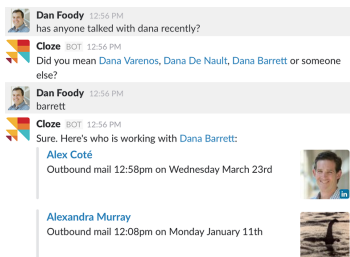 Dan Foody 12:56 PM
has anyone talked with dana recently?
Cloze BOT 12:56 PM
Did you mean Dana Varenos, Dana De Nault, Dana Barrett or someone
else?
Dan Foody 12:56 PM
barrett
Cloze BOT 12:56 PM
Sure. Here's who is working with Dana Barrett:
Alex Coté
Outbound mail 12:58pm on Wednesday March 23rd
in
Alexandra Murray
Outbound mail 12:08pm on Monday January 11th